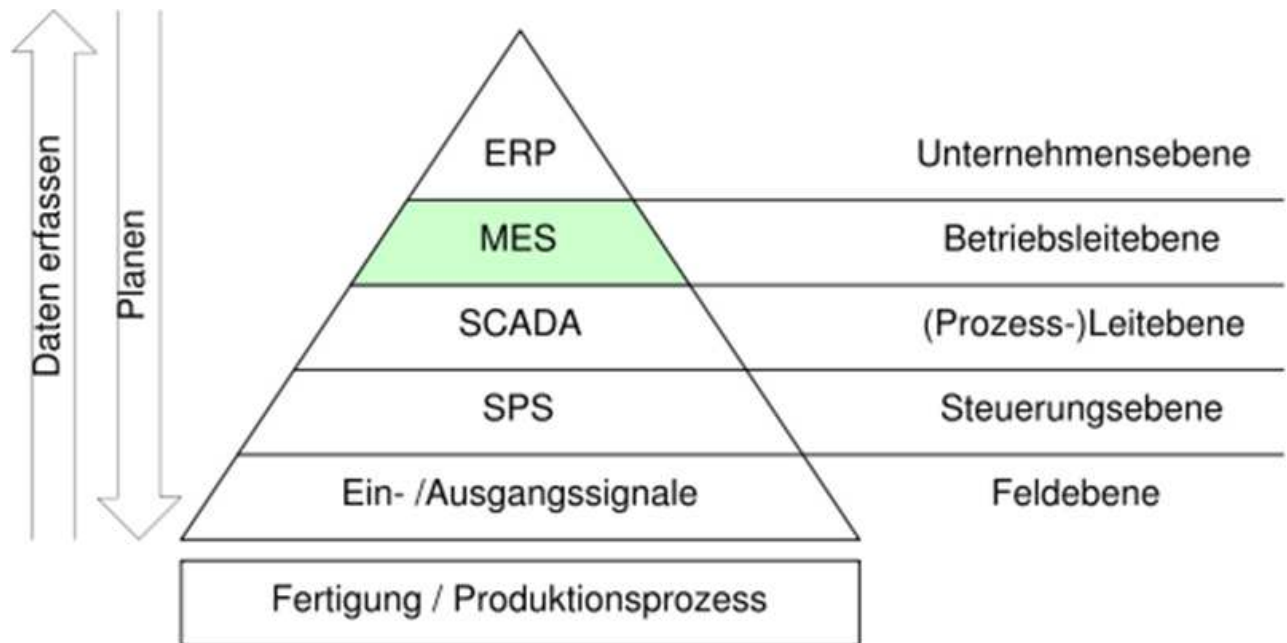 Daten erfassen
Planen
ERP
Unternehmensebene
MES
Betriebsleitebene
SCADA
(Prozess-)Leitebene
SPS
Steuerungsebene
Ein- /Ausgangssignale
Feldebene
Fertigung / Produktionsprozess